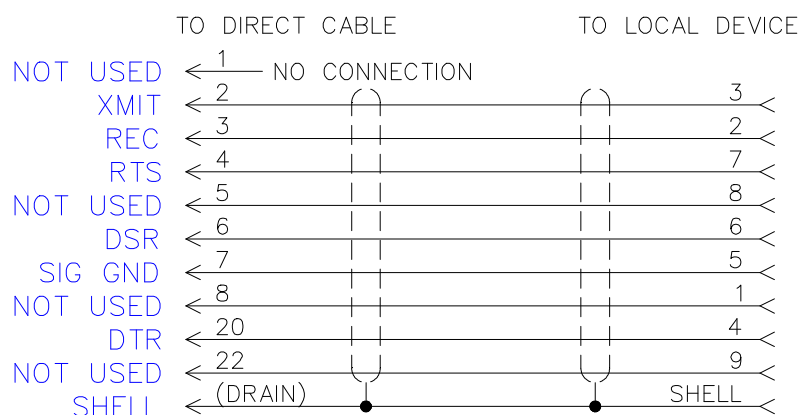 TO DIRECT CABLE TO LOCAL DEVICE
NOT USED 1 NO CONNECTION
XMIT 2 3
REC 3 2
RTS 4 7
NOT USED 5 8
DSR 6 6
SIG GND 7 5
NOT USED 8 1
DTR 20 4
NOT USED 22 9
SHELL (DRAIN) SHELL